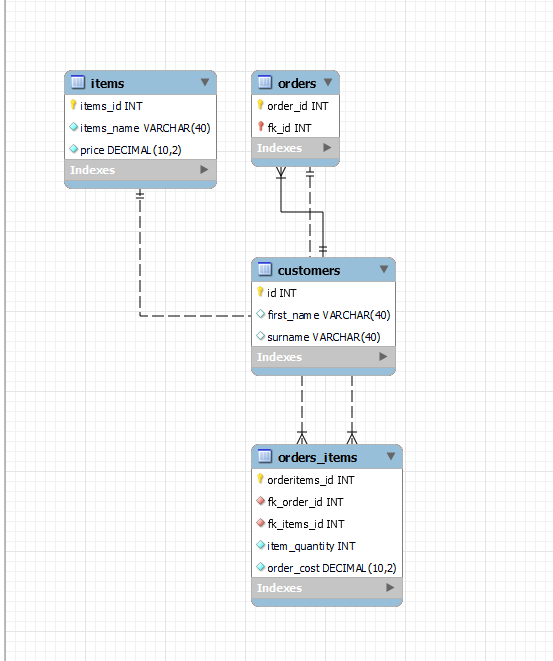 items
items_id INT
items_name VARCHAR(40)
price DECIMAL(10,2)
Indexes
orders
order_id INT
fk_id INT
Indexes
customers
id INT
first_name VARCHAR(40)
surname VARCHAR(40)
Indexes
orders_items
orderitems_id INT
fk_order_id INT
fk_items_id INT
item_quantity INT
order_cost DECIMAL(10,2)
Indexes